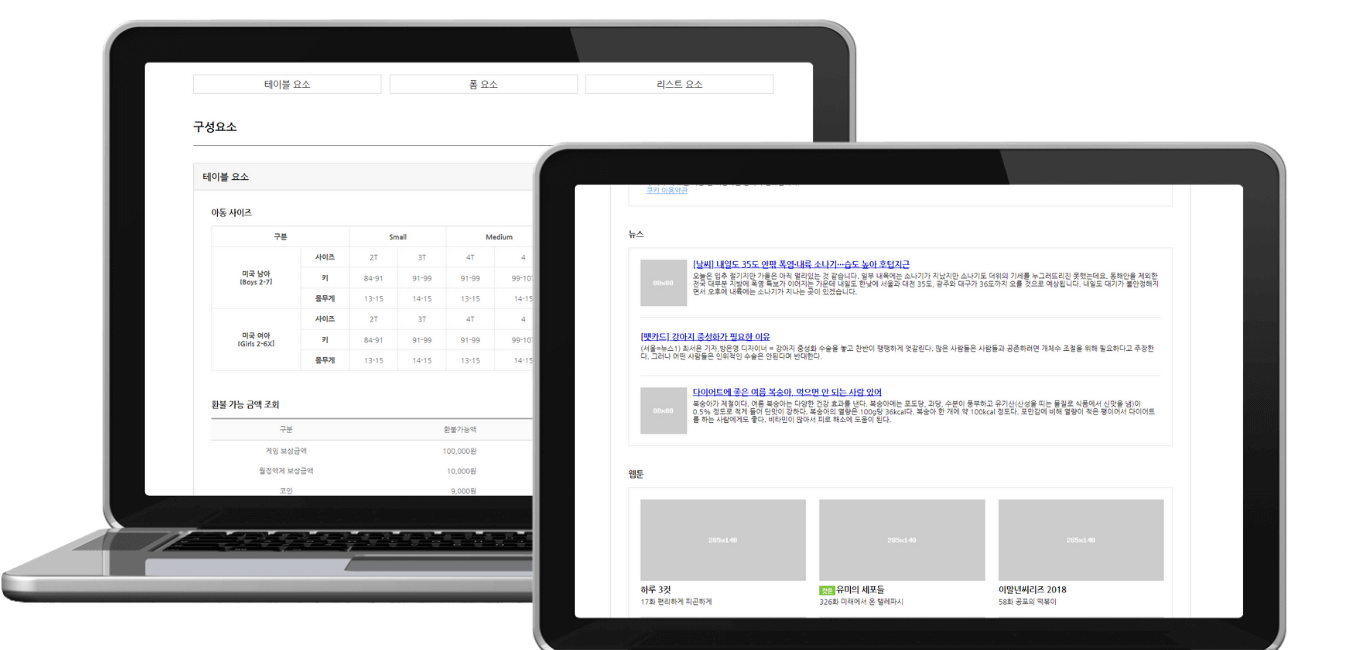 테이블 요소
폼 요소
리스트 요소
구성요소
테이블 요소
아동 사이즈
구분 Small Medium
사이즈 2T 3T 4T 4
미국 남아
[Boys 2-7]
키 84-91 91-99 91-99 99-107
몸무게 13-15 14-15 13-15 14-15
사이즈 2T 3T 4T 4
미국 여아
[Girls 2-6X]
키 84-91 91-99 91-99 99-107
몸무게 13-15 14-15 13-15 14-15
환불 가능 금액 조회
구분 환불가능액
게임 보상금액 100,000원
월정액제 보상금액 10,000원
코인 9,000원
쿠키 이용약관
뉴스
[날씨] 내일도 35도 안팎 폭염·내륙 소나기…습도 높아 후텁지근
오늘은 입추 절기지만 가을은 아직 멀리있는 것 같습니다. 일부 내륙에는 소나기가 지났지만 소나기도 더위의 기세를 누그러뜨리진 못했는데요. 동해안을 제외한
전국 대부분 지방에 폭염 특보가 이어지는 가운데 내일도 한낮에 서울과 대전 35도, 광주와 대구가 36도까지 오를 것으로 예상됩니다. 내일도 대기가 불안정해지
면서 오후에 내륙에는 소나기가 지나는 곳이 있겠습니다.
[펫카드] 강아지 중성화가 필요한 이유
(서울=뉴스1) 최서윤 기자,방은영 디자이너 = 강아지 중성화 수술을 놓고 찬반이 팽팽하게 엇갈린다. 많은 사람들은 사람들과 공존하려면 개체수 조절을 위해 필요하다고 주장한
다. 그러나 어떤 사람들은 인위적인 수술은 안된다며 반대한다.
다이어트에 좋은 여름 복숭아, 먹으면 안 되는 사람 있어
복숭아가 제철이다. 여름 복숭아는 다양한 건강 효과를 낸다. 복숭아에는 포도당, 과당, 수분이 풍부하고 유기산(산성을 띠는 물질로 식품에서 신맛을 냄)이
0.5% 정도로 적게 들어 단맛이 강하다. 복숭아의 열량은 100g당 36kcal다. 복숭아 한 개에 약 100kcal 정도다. 포만감에 비해 열량이 적은 편이어서 다이어트
를 하는 사람에게도 좋다. 비타민이 많아서 피로 해소에 도움이 된다.
웹툰
265x140 265x140 265x140
하루 3컷
17화 편리하게 피곤하게
유미의 세포들
326화 미래에서 온 텔레파시
이말년씨리즈 2018
58화 공포의 떡볶이